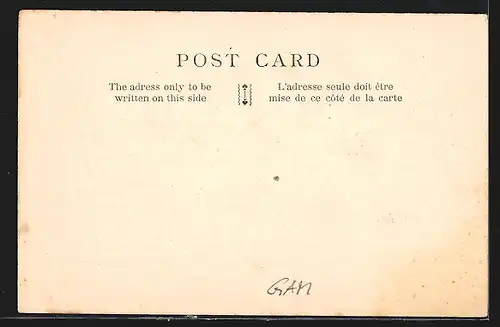 POST CARD
The adress only to be
written on this side
L'adresse seule doit être
mise de ce côté de la carte